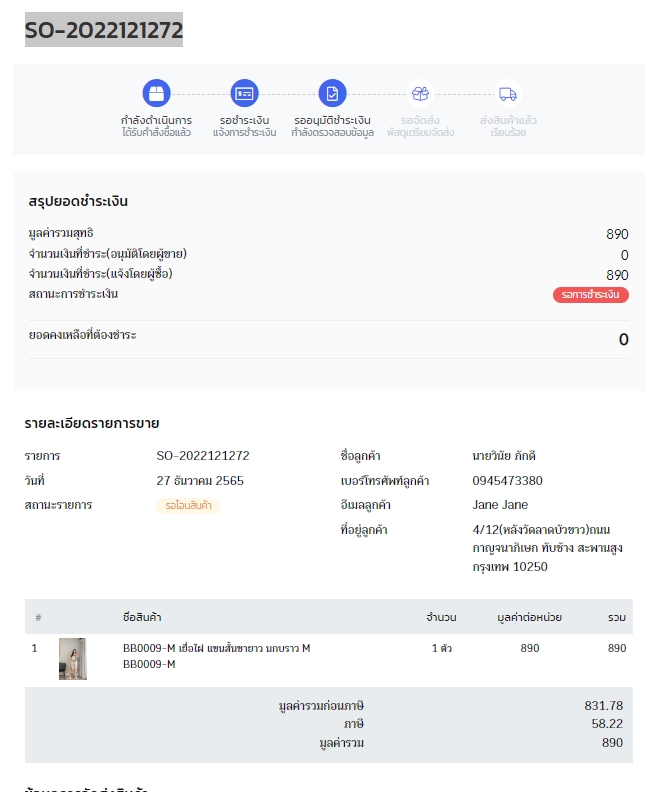 SO-2022121272
กำลังดำเนินการ
ได้รับคำสั่งซื้อแล้ว
รอชำระเงิน
แจ้งการชำระเงิน
รออนุมัติชำระเงิน
กำลังตรวจสอบข้อมูล
รอจัดส่ง
พัสดุเตรียมจัดส่ง
ส่งสินค้าแล้ว
เรียบร้อย
สรุปยอดชำระเงิน
มูลค่ารวมสุทธิ 890
จำนวนเงินที่ชำระ(อนุมัติโดยผู้ขาย) 0
จำนวนเงินที่ชำระ(แจ้งโดยผู้ซื้อ) 890
สถานะการชำระเงิน รอการชำระเงิน
ยอดคงเหลือที่ต้องชำระ 0
รายละเอียดรายการขาย
รายการ SO-2022121272 ชื่อลูกค้า นายวินัย ภักดี
วันที่ 27 ธันวาคม 2565 เบอร์โทรศัพท์ลูกค้า 0945473380
สถานะรายการ รอโอนสินค้า อีเมลลูกค้า Jane Jane
ที่อยู่ลูกค้า 4/12(หลังวัดลาดบัวขาว)ถนน
กาญจนาภิเษก ทับช้าง สะพานสูง
กรุงเทพ 10250
# ชื่อสินค้า จำนวน มูลค่าต่อหน่วย รวม
1 BB0009-M เยื่อไผ่ แขนสั้นขายาว นกบราว M 1 ตัว 890 890
BB0009-M
มูลค่ารวมก่อนภาษี 831.78
ภาษี 58.22
มูลค่ารวม 890